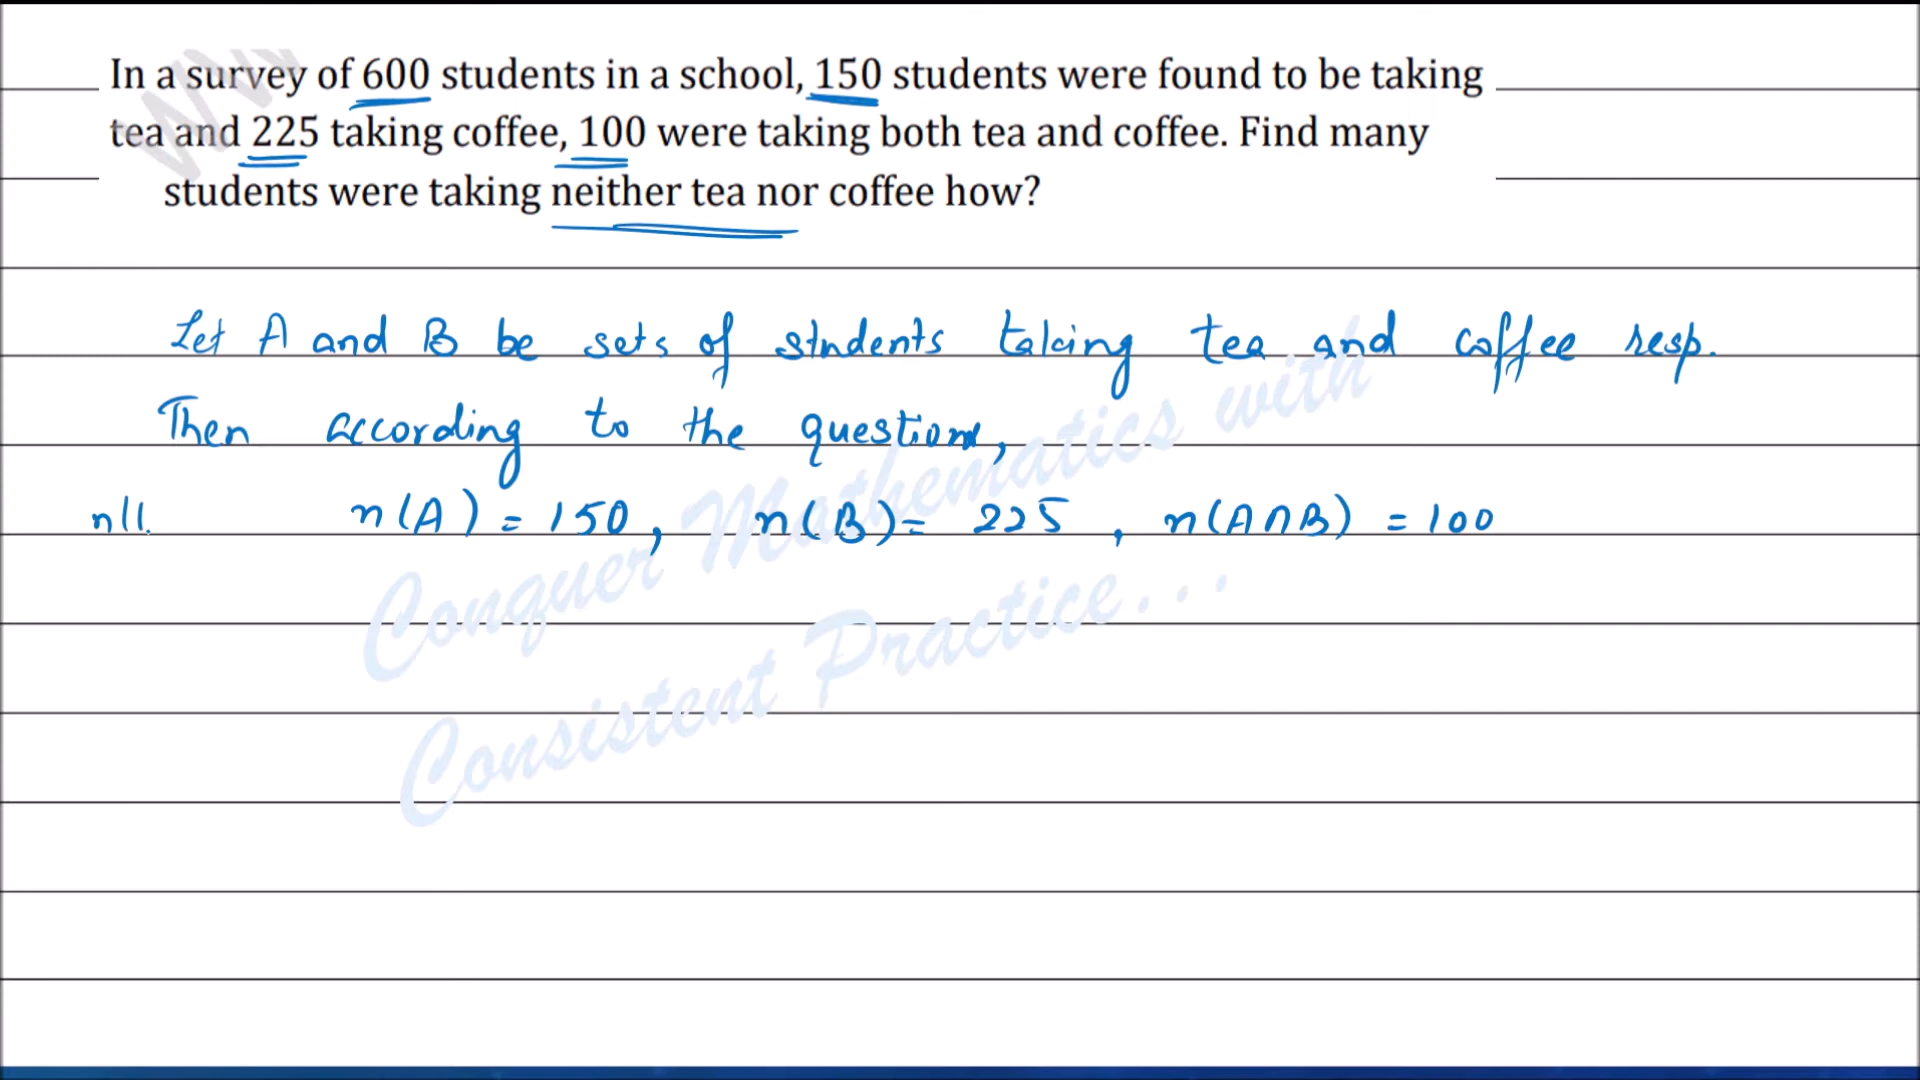 In a survey of 600 students in a school, 150 students were found to be taking
tea and 225 taking coffee, 100 were taking both tea and coffee. Find many
students were taking neither tea nor coffee how?
Let A and B be sets of students taking tea and coffee resp.
Then according to the question,
n(A) = 150, n(B) = 225, n(A∩B) = 100
Conquer Mathematics with
Consistent Practice...